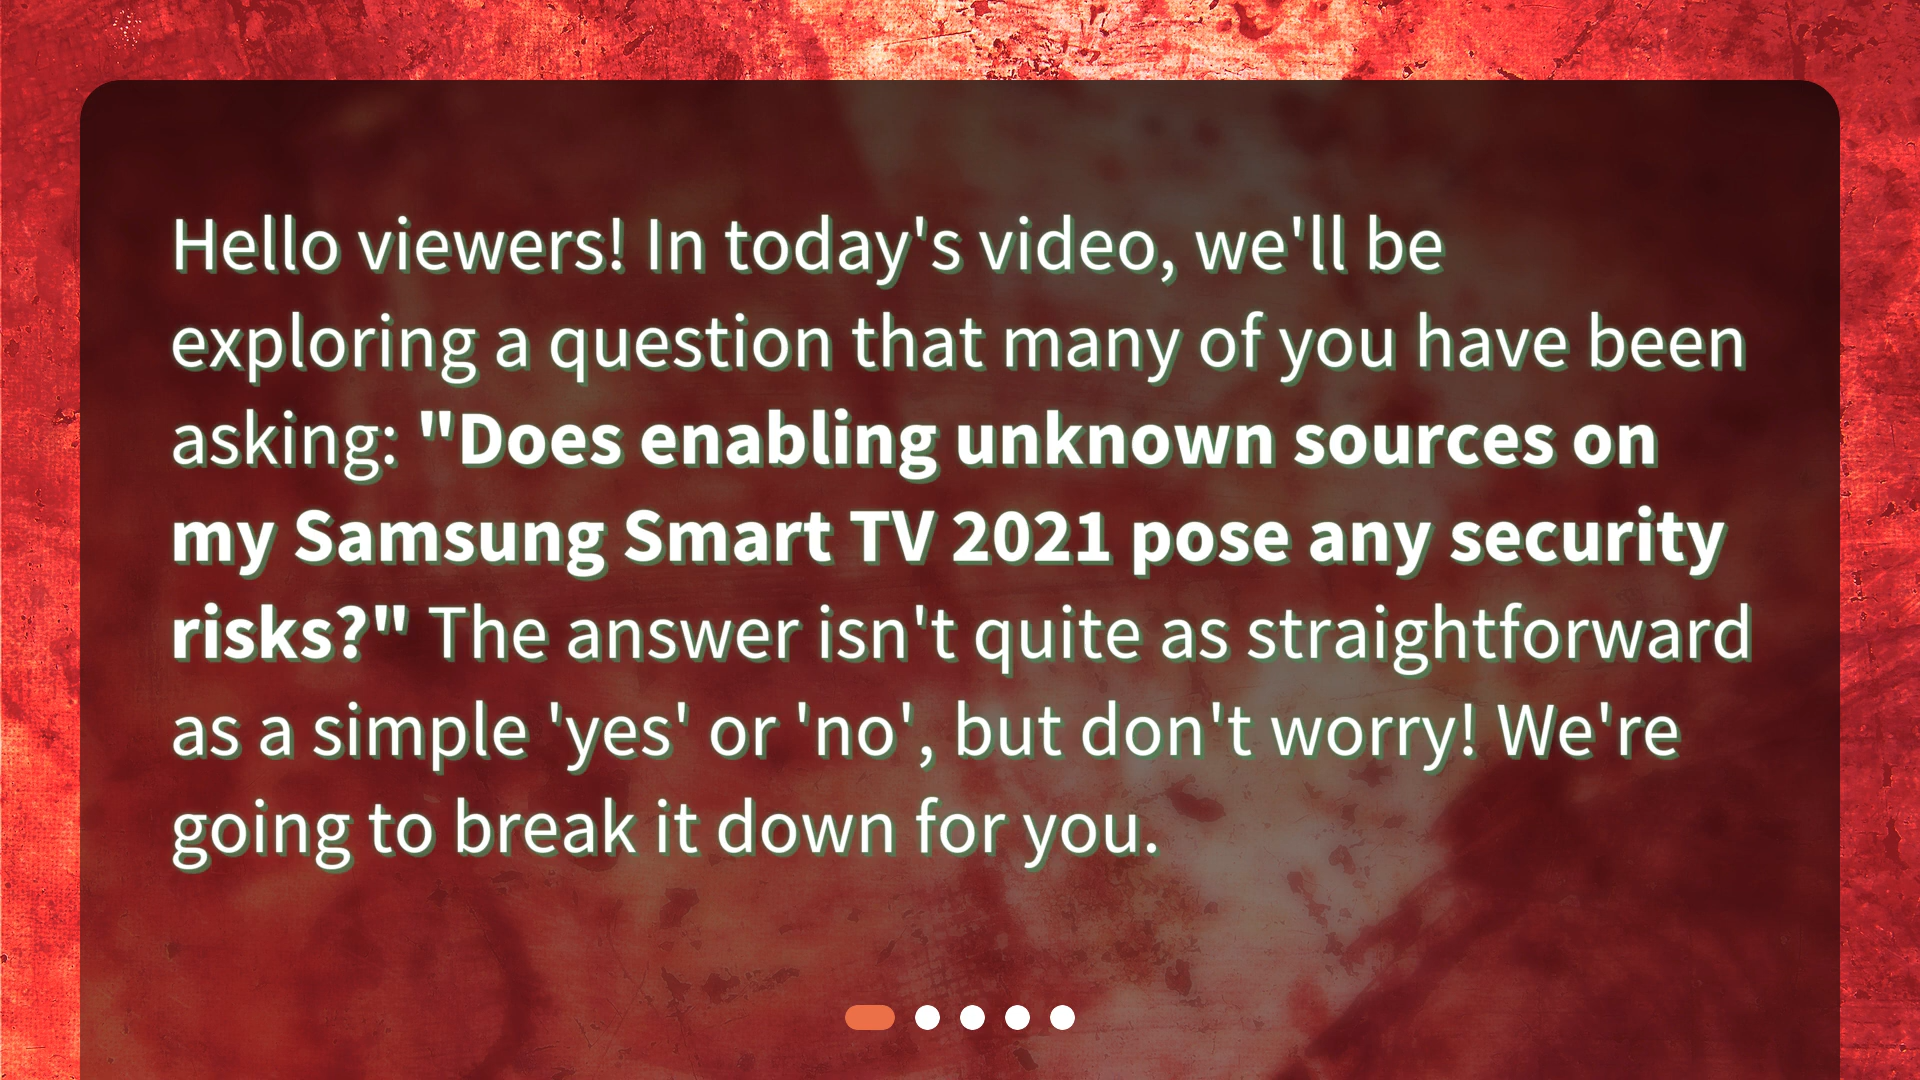 Hello viewers! In today's video, we'll be
exploring a question that many of you have been
asking: "Does enabling unknown sources on
my Samsung Smart TV 2021 pose any security
risks?" The answer isn't quite as straightforward
as a simple 'yes' or 'no', but don't worry! We're
going to break it down for you.